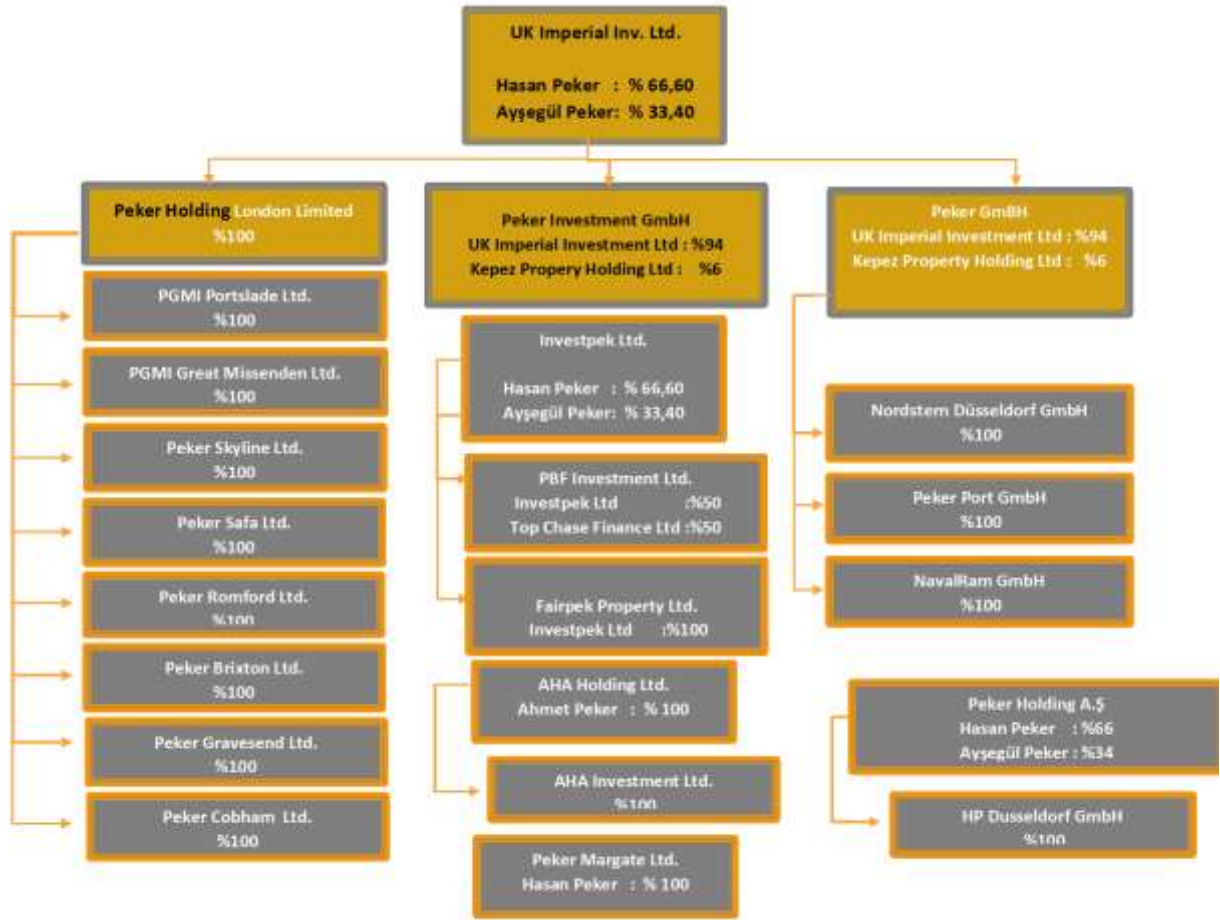 UK Imperial Inv. Ltd.
Hasan Peker : % 66,60
Ayşegül Peker: % 33,40
Peker Holding London Limited
%100
PGMI Portslade Ltd.
%100
PGMI Great Missenden Ltd.
%100
Peker Skyline Ltd.
%100
Peker Safa Ltd.
%100
Peker Romford Ltd.
%100
Peker Brixton Ltd.
%100
Peker Gravesend Ltd.
%100
Peker Cobham Ltd.
%100
Peker Investment GmbH
UK Imperial Investment Ltd : %94
Kepez Propery Holding Ltd : %6
Investpek Ltd.
Hasan Peker : % 66,60
Ayşegül Peker: % 33,40
PBF Investment Ltd.
Investpek Ltd :%50
Top Chase Finance Ltd :%50
Fairpek Property Ltd.
Investpek Ltd :%100
AHA Holding Ltd.
Ahmet Peker : % 100
AHA Investment Ltd.
%100
Peker Margate Ltd.
Hasan Peker : % 100
Peker GmBH
UK Imperial Investment Ltd : %94
Kepez Property Holding Ltd : %6
Nordstem Düsseldorf GmbH
%100
Peker Port GmbH
%100
NavalRam GmbH
%100
Peker Holding A.Ş
Hasan Peker : %66
Ayşegül Peker : %34
HP Dusseldorf GmbH
%100